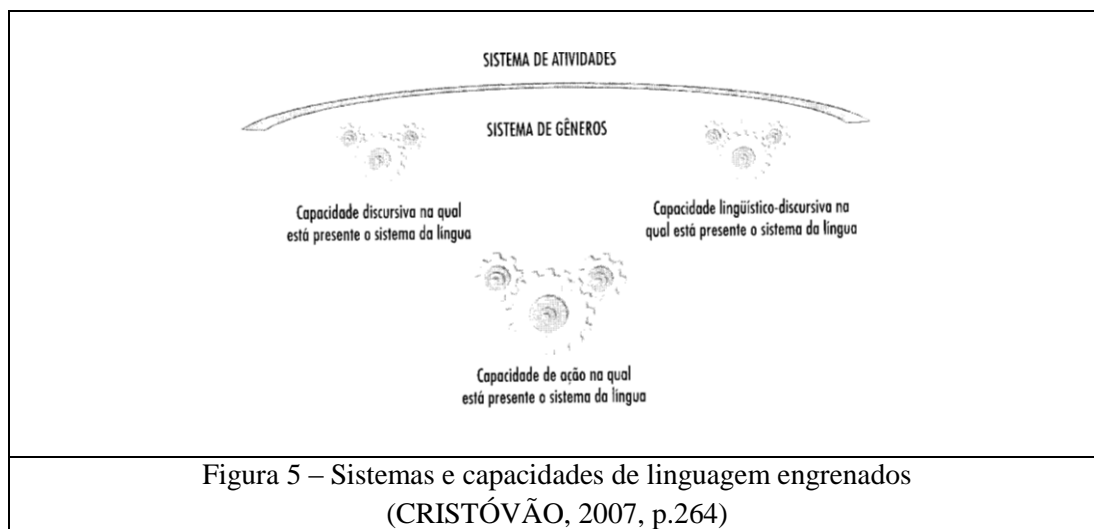 SISTEMA DE ATIVIDADES
SISTEMA DE GÊNEROS
Capacidade discursiva na qual
está presente o sistema da língua
Capacidade lingüístico-discursiva na
qual está presente o sistema da língua
Capacidade de ação na qual
está presente o sistema da língua
Figura 5 – Sistemas e capacidades de linguagem engrenados
(CRISTÓVÃO, 2007, p.264)